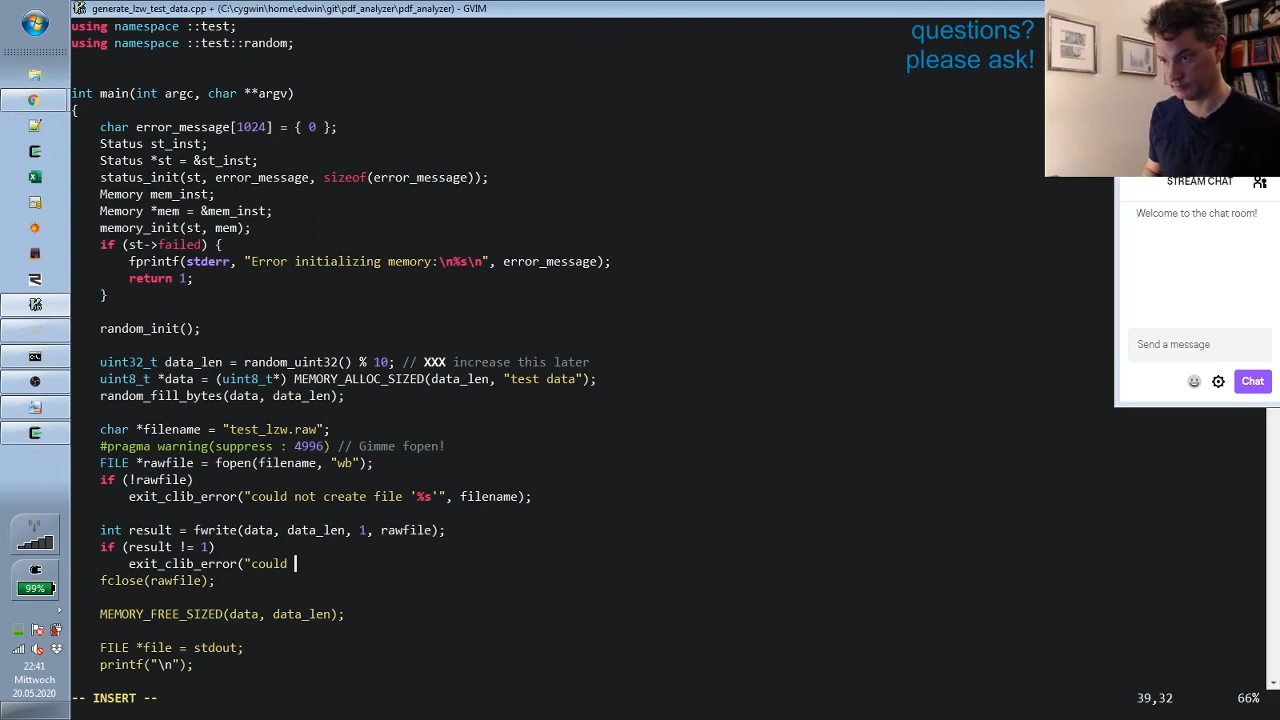 generate_lzw_test_data.cpp + (C:\cygwin\home\edwin\git\pdf_analyzer\pdf_analyzer) - GVIM
using namespace ::test;
using namespace ::test::random;
int main(int argc, char **argv)
{
    char error_message[1024] = { 0 };
    Status st_inst;
    Status *st = &st_inst;
    status_init(st, error_message, sizeof(error_message));
    Memory mem_inst;
    Memory *mem = &mem_inst;
    memory_init(st, mem);
    if (st->failed) {
        fprintf(stderr, "Error initializing memory:\n%s\n", error_message);
        return 1;
    }
    random_init();
    uint32_t data_len = random_uint32() % 10; // XXX increase this later
    uint8_t *data = (uint8_t*) MEMORY_ALLOC_SIZED(data_len, "test data");
    random_fill_bytes(data, data_len);
    char *filename = "test_lzw.raw";
    #pragma warning(suppress : 4996) // Gimme fopen!
    FILE *rawfile = fopen(filename, "wb");
    if (!rawfile)
        exit_clib_error("could not create file '%s'", filename);
    int result = fwrite(data, data_len, 1, rawfile);
    if (result != 1)
        exit_clib_error("could
    fclose(rawfile);
    MEMORY_FREE_SIZED(data, data_len);
    FILE *file = stdout;
    printf("\n");
-- INSERT --
39,32
66%
questions?
please ask!
STREAM CHAT
Welcome to the chat room!
Send a message
Chat
99%
22:41
Mittwoch
20.05.2020